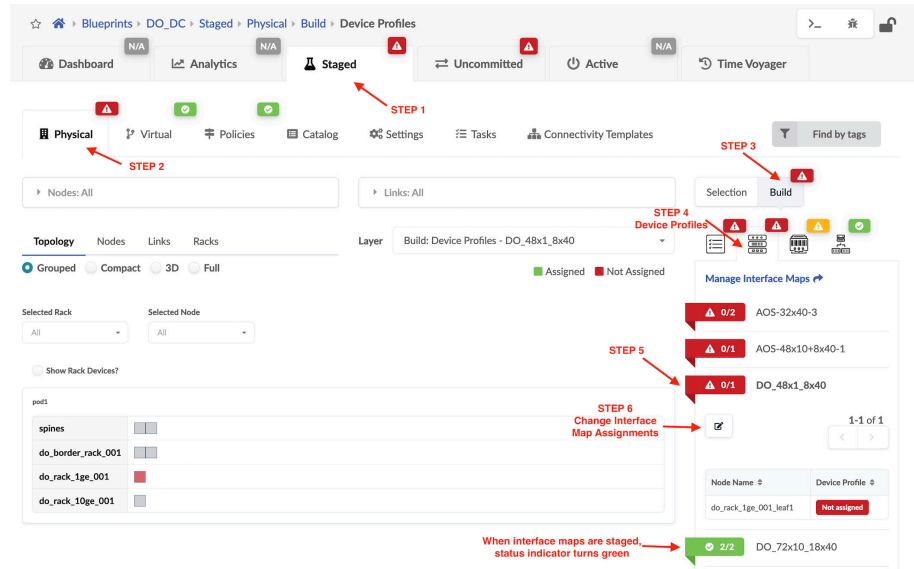 Blueprints › DO_DC › Staged › Physical › Build › Device Profiles
N/A
N/A
N/A
Dashboard
Analytics
Staged
Uncommitted
Active
Time Voyager
STEP 1
Physical
Virtual
Policies
Catalog
Settings
Tasks
Connectivity Templates
Find by tags
STEP 2
STEP 3
Nodes: All
Links: All
Selection
Build
STEP 4
Device Profiles
Topology
Nodes
Links
Racks
Layer
Build: Device Profiles - DO_48x1_8x40
Grouped
Compact
3D
Full
Assigned
Not Assigned
Manage Interface Maps
Selected Rack
Selected Node
All
All
0/2 AOS-32x40-3
0/1 AOS-48x10+8x40-1
STEP 5
Show Rack Devices?
0/1 DO_48x1_8x40
pod1
STEP 6
Change Interface
Map Assignments
1-1 of 1
spines
do_border_rack_001
do_rack_1ge_001
do_rack_10ge_001
Node Name
Device Profile
do_rack_1ge_001_leaf1
Not assigned
When interface maps are staged,
status indicator turns green
2/2 DO_72x10_18x40